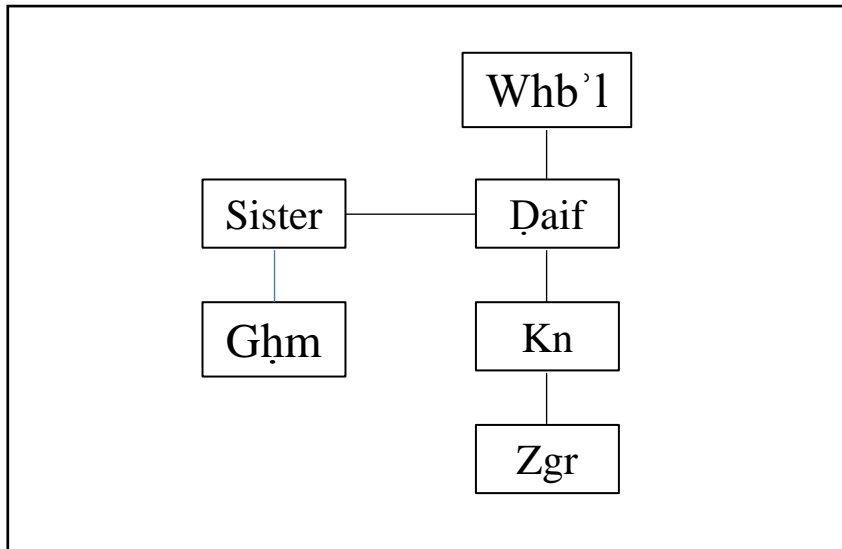 Whbʾl
Sister
Ḍaif
Gḥm
Kn
Zgr